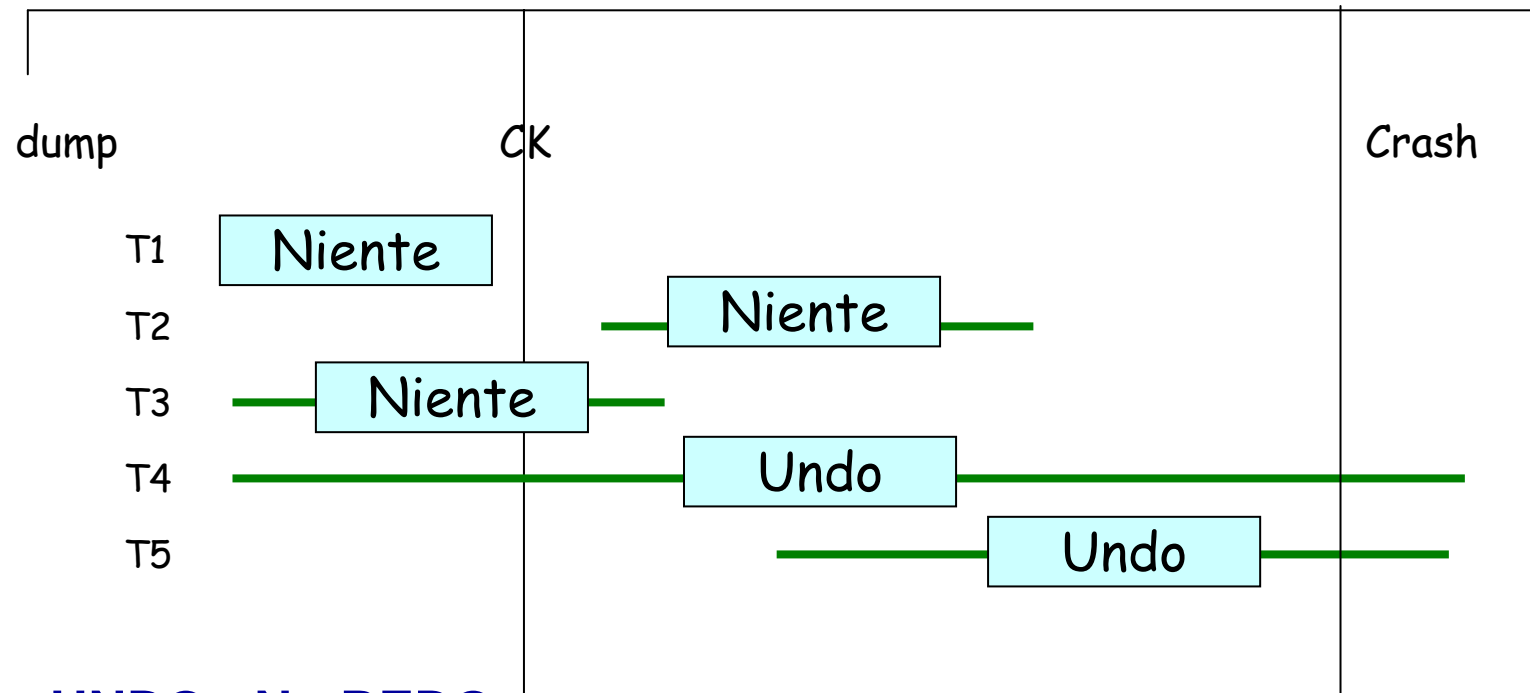 dump CK Crash
T1 Niente
T2 Niente
T3 Niente
T4 Undo
T5 Undo